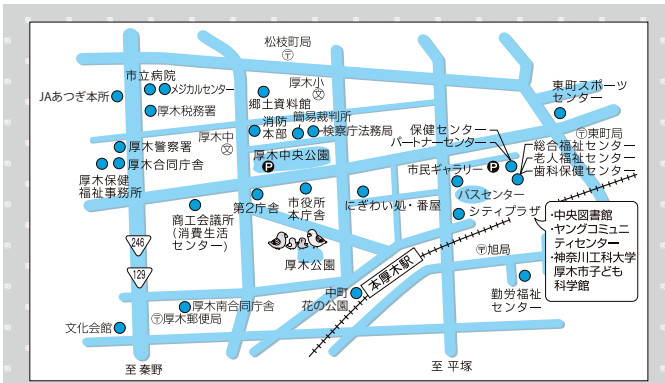 松枝町局
〒
市立病院
メジカルセンター
JAあつぎ本所
厚木税務署
厚木小
文
郷土資料館
簡易裁判所
消防
本部
検察庁法務局
厚木中
文
東町スポーツ
センター
〒東町局
保健センター
パートナーセンター
総合福祉センター
老人福祉センター
歯科保健センター
厚木警察署
厚木合同庁舎
厚木保健
福祉事務所
厚木中央公園
P
市民ギャラリー
P
バスセンター
シティプラザ
・中央図書館
・ヤングコミュニ
ティセンター
・神奈川工科大学
厚木市子ども
科学館
商工会議所
(消費生活
センター)
第2庁舎
市役所
本庁舎
にぎわい処・番屋
厚木公園
〒旭局
本厚木駅
246
129
中町
花の公園
勤労福祉
センター
厚木南合同庁舎
〒厚木郵便局
文化会館
至 秦野
至 平塚